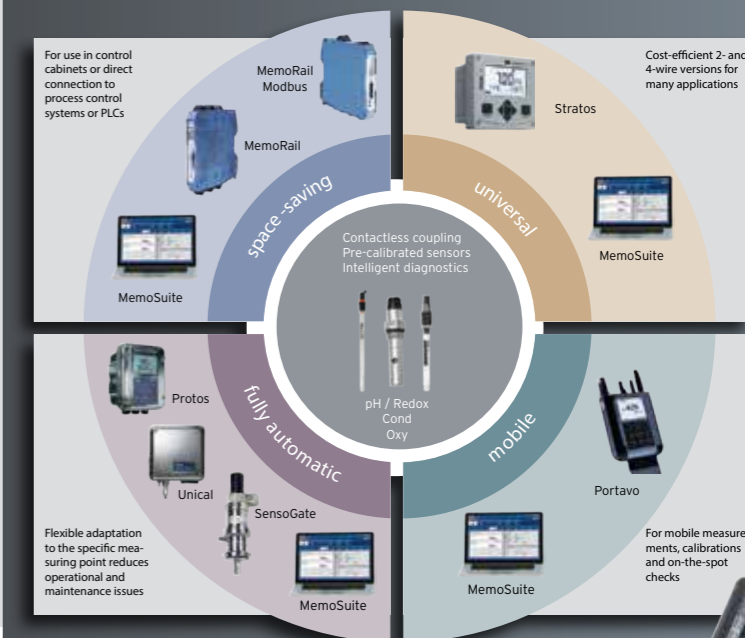 For use in control
cabinets or direct
connection to
process control
systems or PLCs
MemoRail
Modbus
MemoRail
MemoSuite
space-saving
Stratos
Cost-efficient 2- and
4-wire versions for
many applications
MemoSuite
universal
Contactless coupling
Pre-calibrated sensors
Intelligent diagnostics
pH / Redox
Cond
Oxy
fully automatic
Protos
Unical
SensoGate
MemoSuite
Flexible adaptation
to the specific mea-
suring point reduces
operational and
maintenance issues
mobile
Portavo
MemoSuite
For mobile measure
ments, calibrations
and on-the-spot
checks